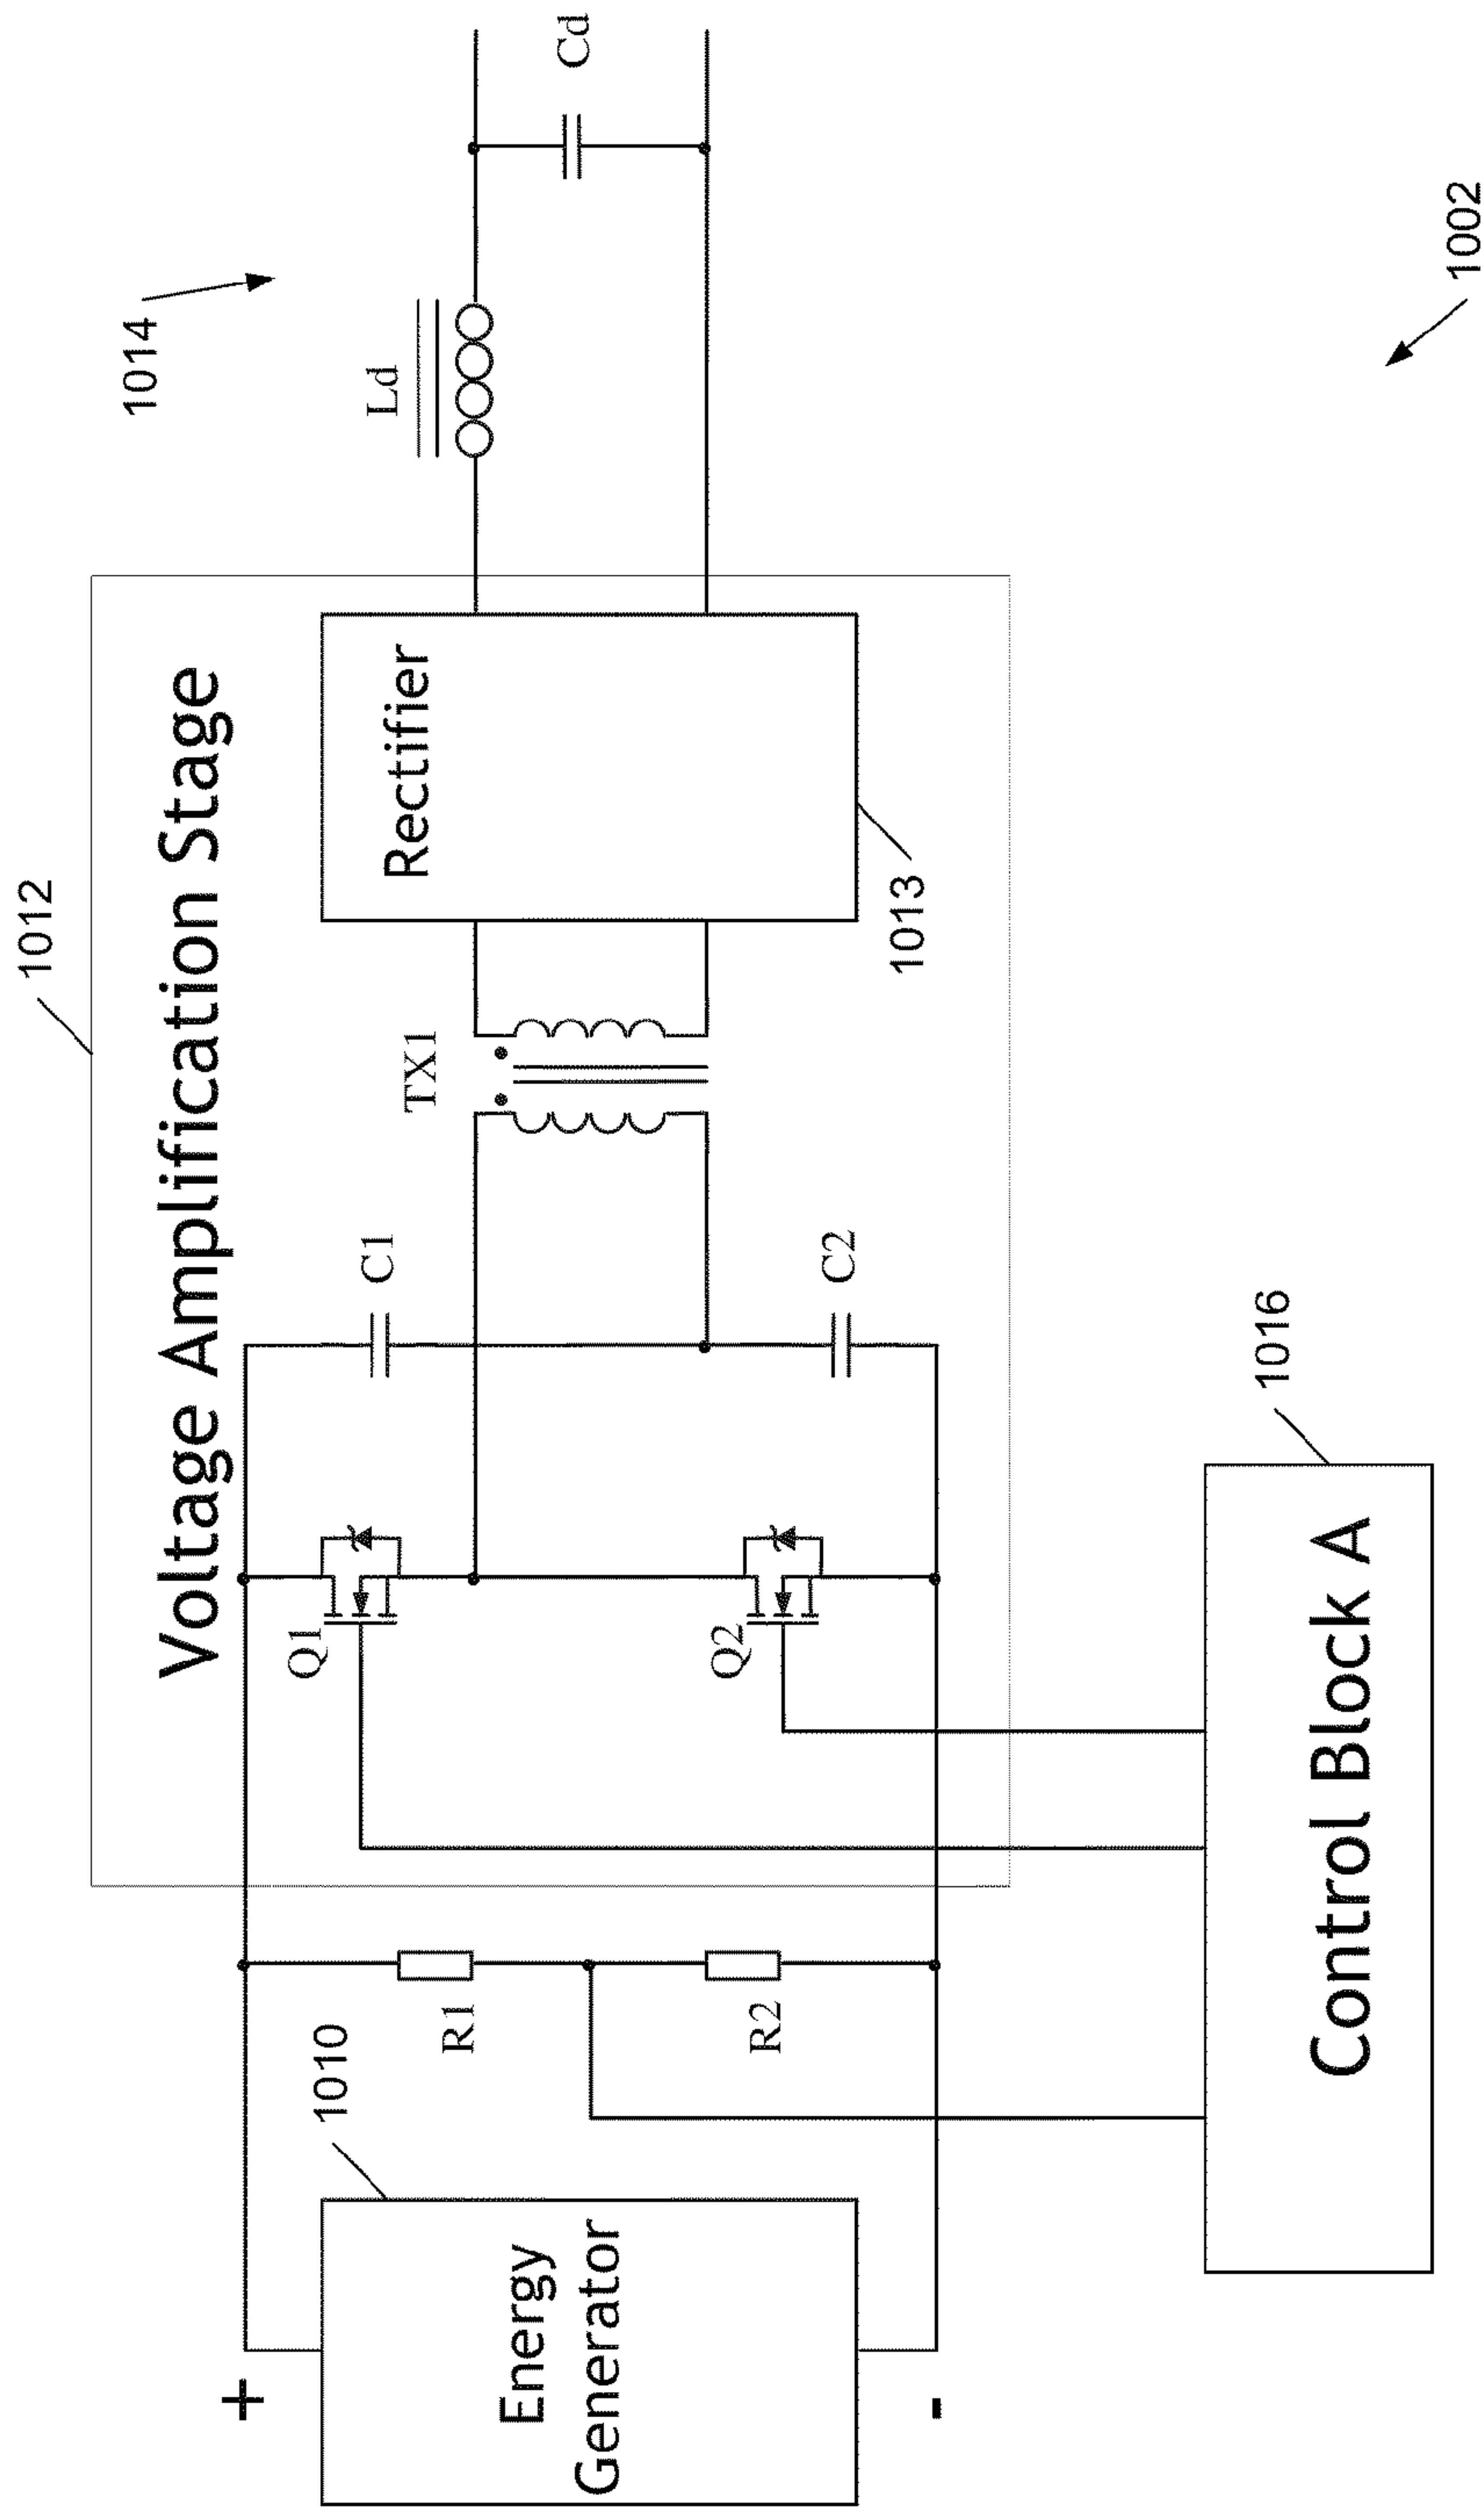 1012
1014
Voltage Amplification Stage
+
1010
Q1
C1
TX1
Rectifier
Ld
Cd
Energy
Generator
R1
R2
Q2
C2
1013
-
1016
Control Block A
1002